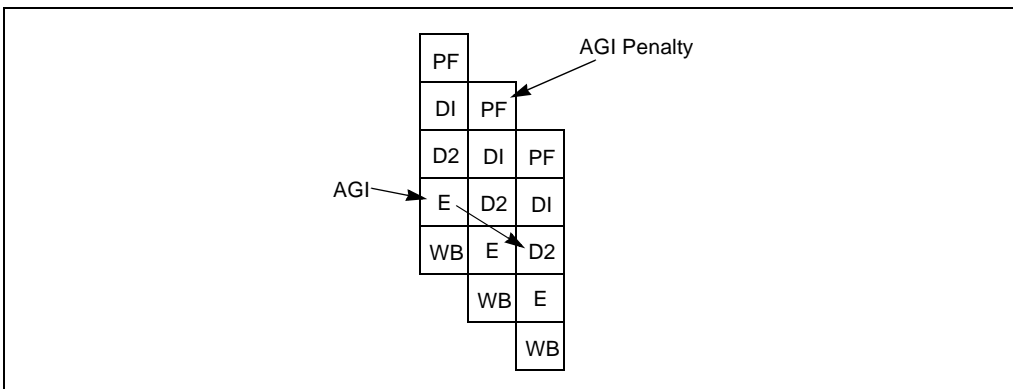 AGI Penalty
PF
DI PF
D2 DI PF
AGI E D2 DI
WB E D2
WB E
WB